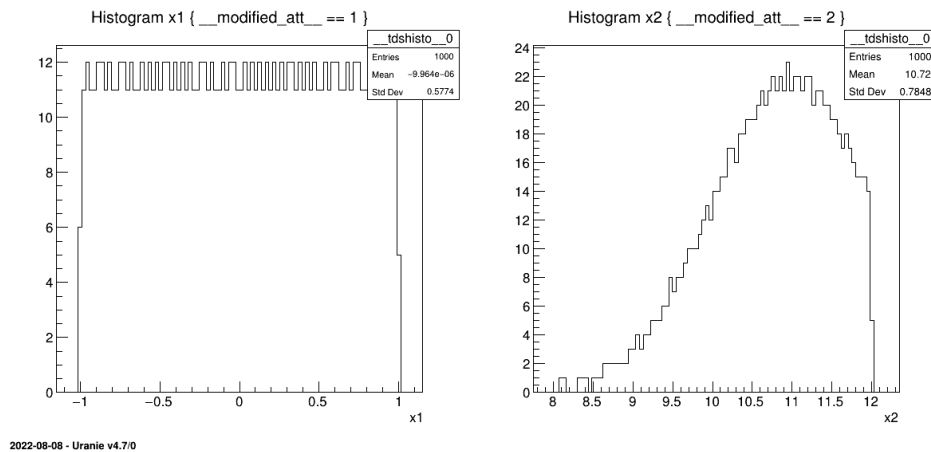 Histogram x1 { __modified_att__ == 1 }
__tdshisto__0
Entries 1000
Mean −9.964e−06
Std Dev 0.5774
12
10
8
6
4
2
0
−1 −0.5 0 0.5 1
x1
Histogram x2 { __modified_att__ == 2 }
__tdshisto__0
Entries 1000
Mean 10.72
Std Dev 0.7848
24
22
20
18
16
14
12
10
8
6
4
2
0
8 8.5 9 9.5 10 10.5 11 11.5 12
x2
2022-08-08 - Uranie v4.7/0